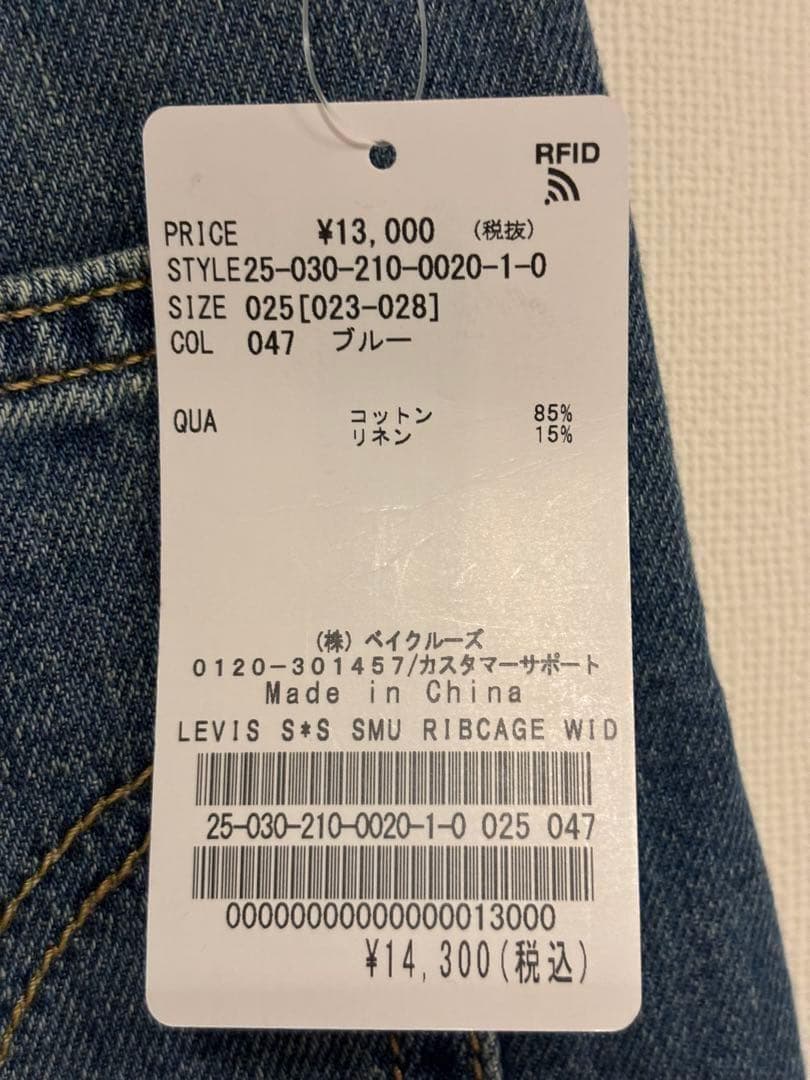 RFID
PRICE ¥13,000 (税抜)
STYLE25-030-210-0020-1-0
SIZE 025[023-028]
COL 047 ブルー
QUA コットン 85%
リネン 15%
(株) ベイクルーズ
0120-301457/カスタマーサポート
Made in China
LEVIS S*S SMU RIBCAGE WID
25-030-210-0020-1-0 025 047
00000000000000013000
¥14,300(税込)